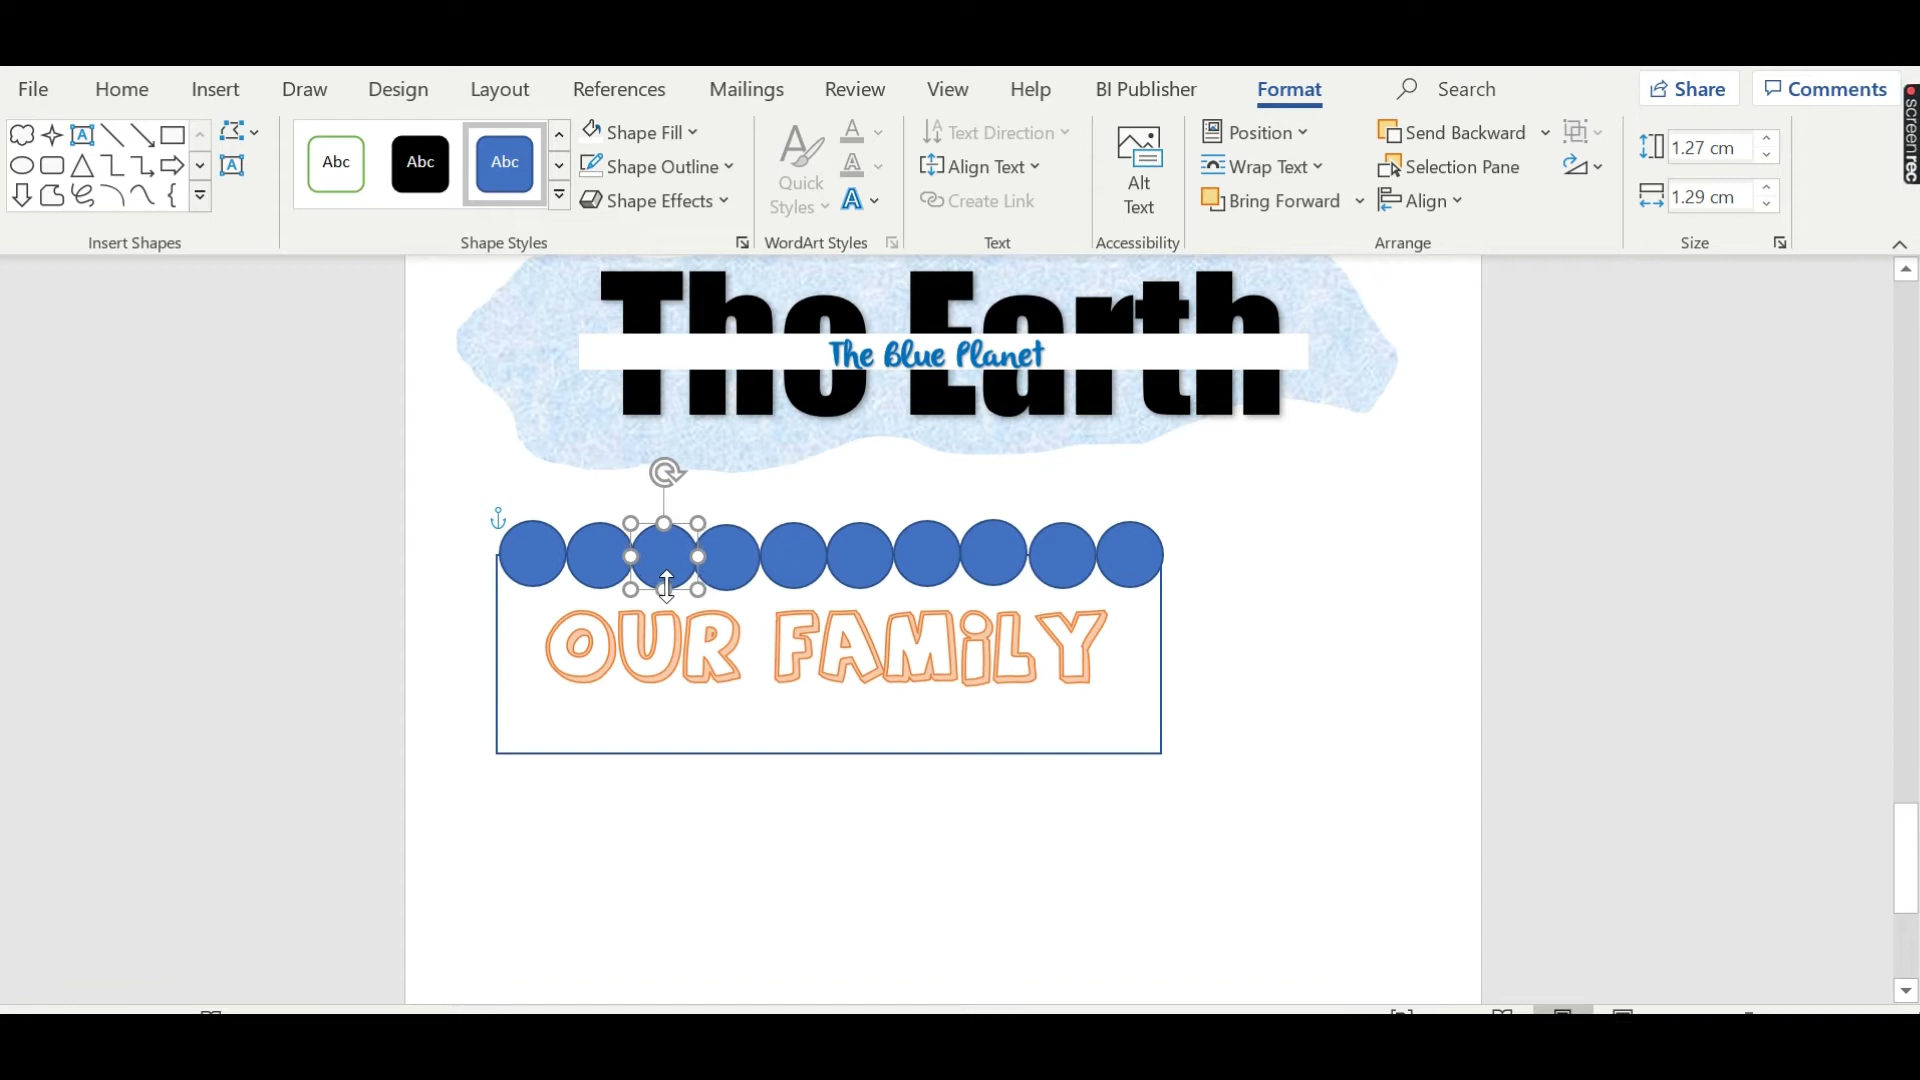 File Home Insert Draw Design Layout References Mailings Review View Help BI Publisher Format Search Share Comments
screenrec
Abc Abc Abc
Shape Fill
Shape Outline
Shape Effects
Quick
Styles
Text Direction
Align Text
Create Link
Alt
Text
Position
Wrap Text
Bring Forward
Send Backward
Selection Pane
Align
1.27 cm
1.29 cm
Insert Shapes Shape Styles WordArt Styles Text Accessibility Arrange Size
The Earth
The Blue Planet
OUR FAMiLY